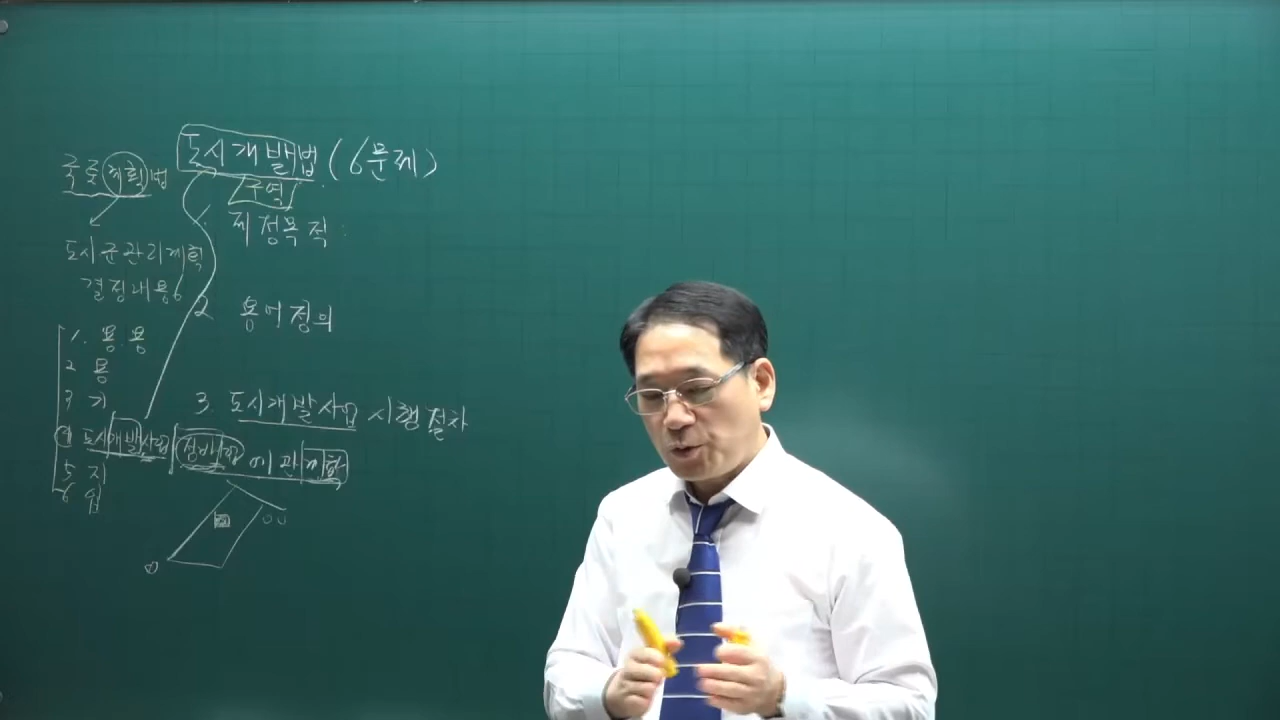 도시개발법 (6문제)
구역
국토계획법
1. 지정목적 :
도시군관리계획
결정내용 6
2 용어정의
1. 용.용
2 용
3 기
3. 도시개발사업 시행절차
4 도시개발사업 정비사업에 관 계획
5 지
6 입